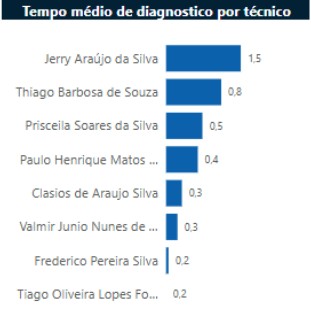 Tempo médio de diagnostico por técnico
Jerry Araújo da Silva 1,5
Thiago Barbosa de Souza 0,8
Prisceila Soares da Silva 0,5
Paulo Henrique Matos ... 0,4
Clasios de Araujo Silva 0,3
Valmir Junio Nunes de ... 0,3
Frederico Pereira Silva 0,2
Tiago Oliveira Lopes Fo... 0,2